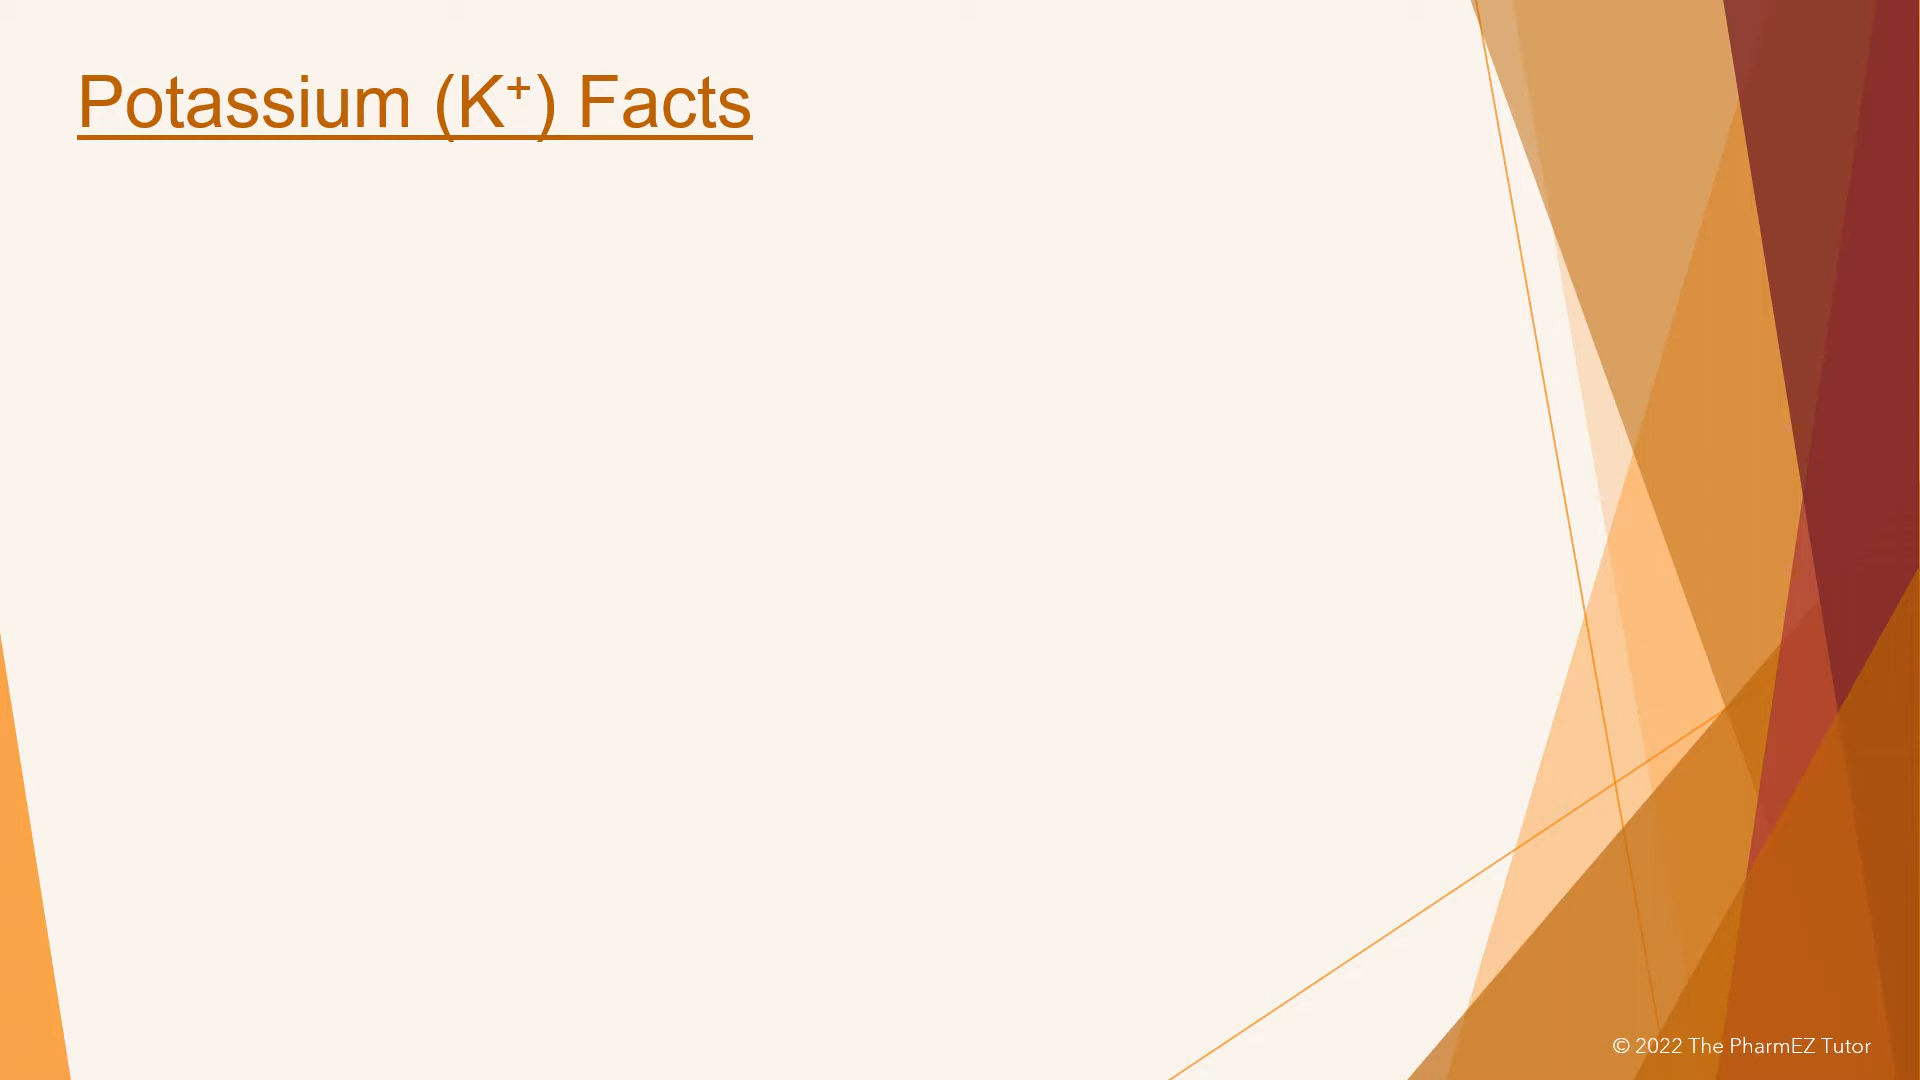 Potassium (K⁺) Facts
© 2022 The PharmEZ Tutor